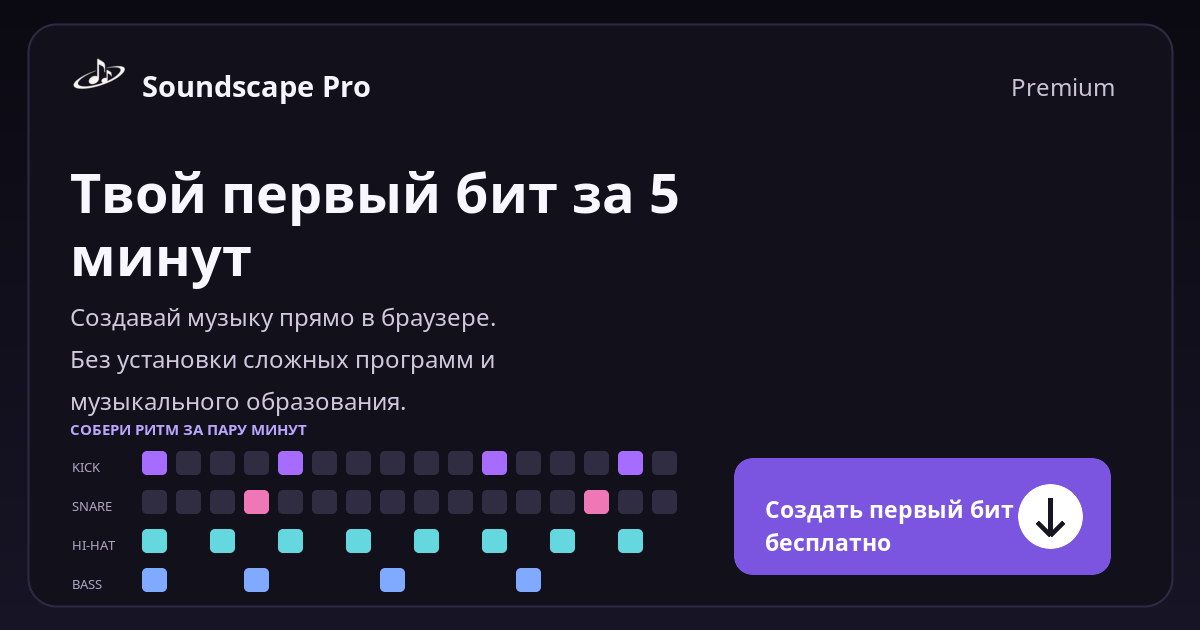 Soundscape Pro
Premium
Твой первый бит за 5
минут
Создавай музыку прямо в браузере.
Без установки сложных программ и
музыкального образования.
СОБЕРИ РИТМ ЗА ПАРУ МИНУТ
KICK
SNARE
HI-HAT
BASS
Создать первый бит
бесплатно